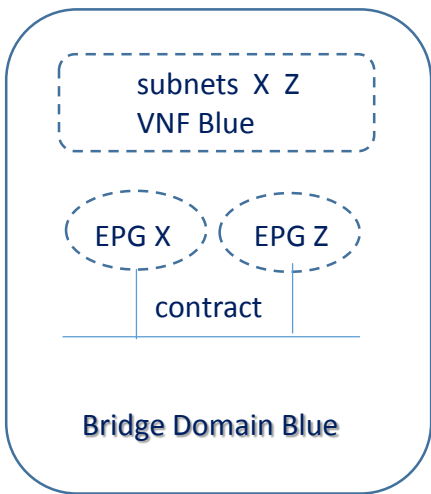 subnets X Z
VNF Blue
EPG X
EPG Z
contract
Bridge Domain Blue